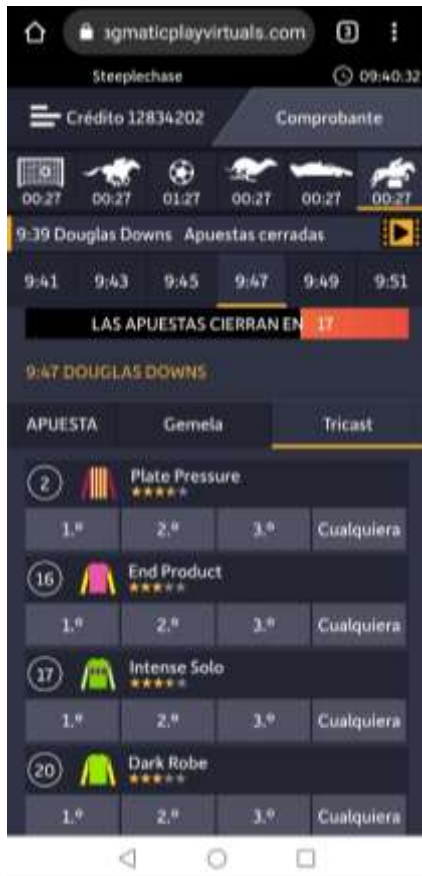 agmaticplayvirtuals.com 3
Steeplechase 09:40:32
Crédito 12834202 Comprobante
00:27 00:27 01:27 00:27 00:27 00:27
9:39 Douglas Downs Apuestas cerradas
9:41 9:43 9:45 9:47 9:49 9:51
LAS APUESTAS CIERRAN EN 17
9:47 DOUGLAS DOWNS
APUESTA Gemela Tricast
2 Plate Pressure
1.º 2.º 3.º Cualquiera
16 End Product
1.º 2.º 3.º Cualquiera
17 Intense Solo
1.º 2.º 3.º Cualquiera
20 Dark Robe
1.º 2.º 3.º Cualquiera